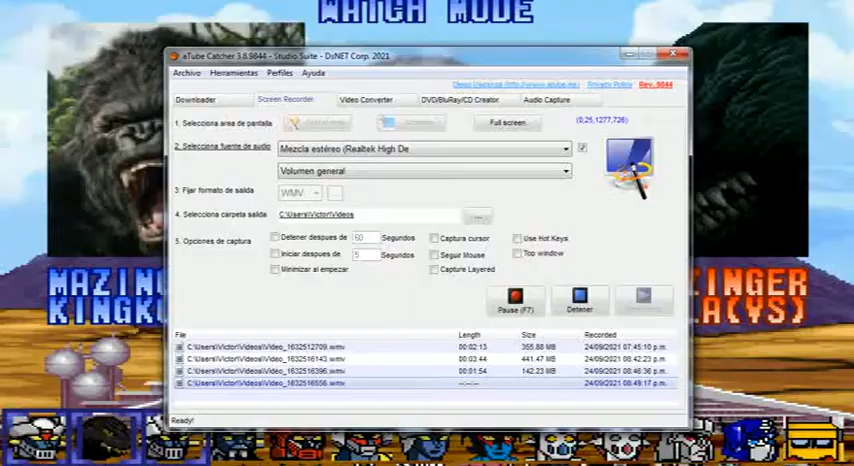 WATCH MODE
aTube Catcher 3.8.9844 - Studio Suite - DsNET Corp. 2021
Archivo Herramientas Perfiles Ayuda
Privacy Policy Rev. 9844
Downloader Screen Recorder Video Converter DVD/BluRay/CD Creator Audio Capture
1. Selecciona area de pantalla Full screen (0,25,1277,726)
2. Selecciona fuente de audio Mezcla estéreo (Realtek High De
Volumen general
3. Fijar formato de salida WMV
4. Selecciona carpeta salida C:\Users\Victor\Videos ...
5. Opciones de captura Detener despues de 60 Segundos Captura cursor Use Hot Keys
Iniciar despues de 5 Segundos Seguir Mouse Top window
Minimizar al empezar Capture Layered
MAZIN ZINGER
KINGK LA(YS)
Pause (F7) Detener
File Length Size Recorded
C:\Users\Victor\Videos\Video_1632512709.wmv 00:02:13 355.88 MB 24/09/2021 07:45:10 p.m.
C:\Users\Victor\Videos\Video_1632516143.wmv 00:03:44 441.47 MB 24/09/2021 08:42:23 p.m.
C:\Users\Victor\Videos\Video_1632516396.wmv 00:01:54 142.23 MB 24/09/2021 08:46:36 p.m.
C:\Users\Victor\Videos\Video_1632516556.wmv --:--:-- 24/09/2021 08:49:17 p.m.
Ready!